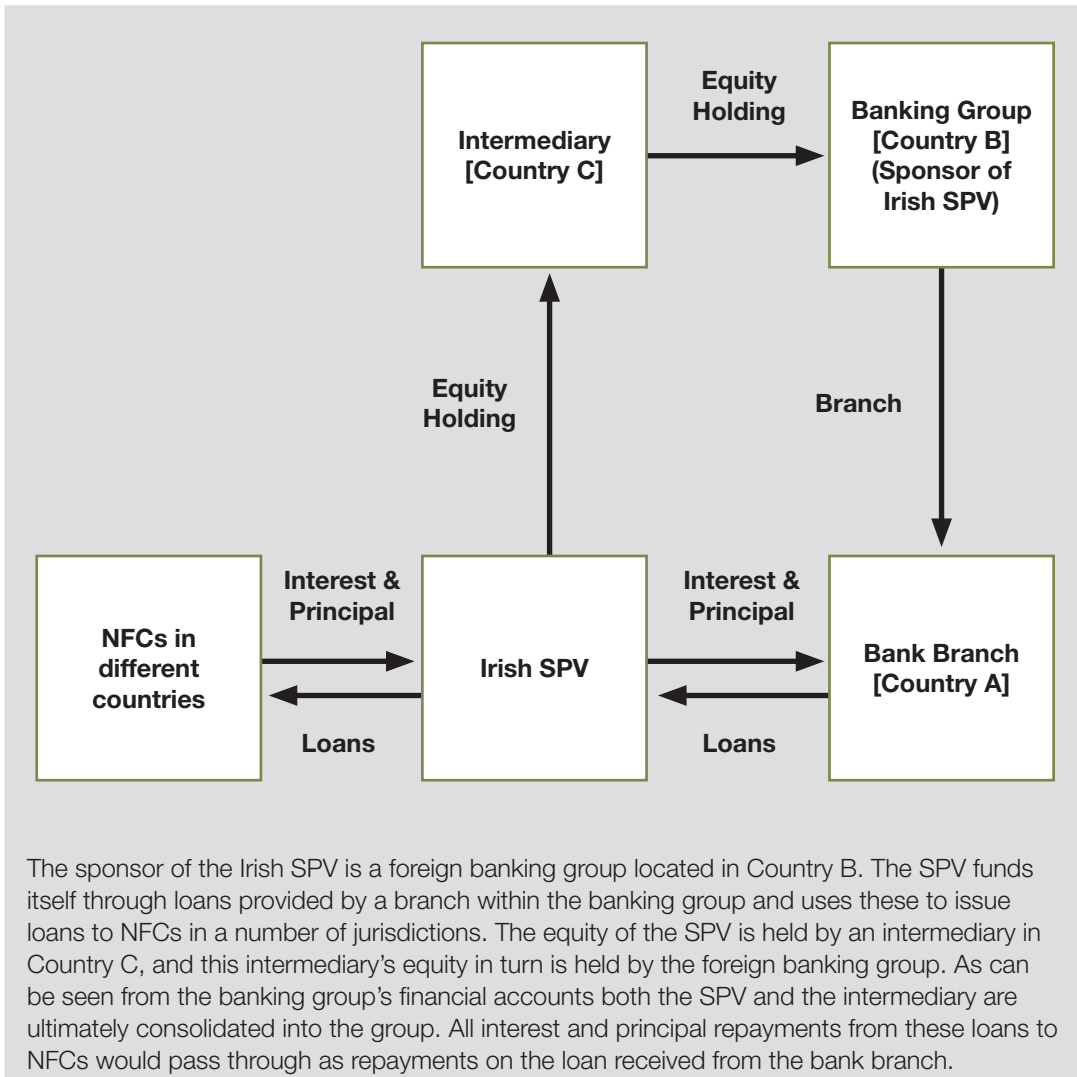 Equity
Holding
Intermediary
[Country C]
Banking Group
[Country B]
(Sponsor of
Irish SPV)
Equity
Holding
Branch
NFCs in
different
countries
Interest &
Principal
Loans
Irish SPV
Interest &
Principal
Loans
Bank Branch
[Country A]
The sponsor of the Irish SPV is a foreign banking group located in Country B. The SPV funds
itself through loans provided by a branch within the banking group and uses these to issue
loans to NFCs in a number of jurisdictions. The equity of the SPV is held by an intermediary in
Country C, and this intermediary’s equity in turn is held by the foreign banking group. As can
be seen from the banking group’s financial accounts both the SPV and the intermediary are
ultimately consolidated into the group. All interest and principal repayments from these loans to
NFCs would pass through as repayments on the loan received from the bank branch.